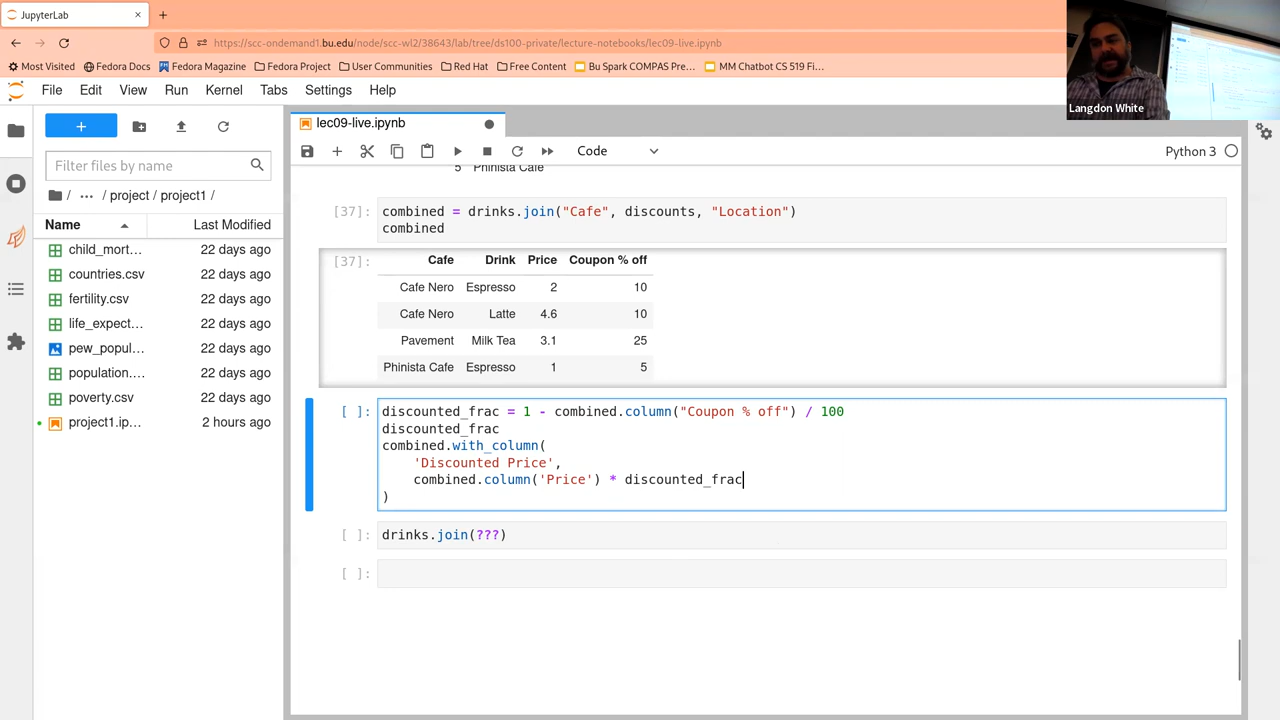 JupyterLab
https://scc-ondemand1.bu.edu/node/scc-wl2/38643/lab/tree/ds100-private/lecture-notebooks/lec09-live.ipynb
Most Visited Fedora Docs Fedora Magazine Fedora Project User Communities Red Hat Free Content Bu Spark COMPAS Pre… MM Chatbot CS 519 Fi…
Langdon White
File Edit View Run Kernel Tabs Settings Help
lec09-live.ipynb
Code
Python 3
Filter files by name
/ … / project / project1 /
Name Last Modified
child_mort… 22 days ago
countries.csv 22 days ago
fertility.csv 22 days ago
life_expect… 22 days ago
pew_popul… 22 days ago
population.… 22 days ago
poverty.csv 22 days ago
project1.ip… 2 hours ago
5 Phinista Cafe
[37]: combined = drinks.join("Cafe", discounts, "Location")
combined
[37]: Cafe Drink Price Coupon % off
Cafe Nero Espresso 2 10
Cafe Nero Latte 4.6 10
Pavement Milk Tea 3.1 25
Phinista Cafe Espresso 1 5
[ ]: discounted_frac = 1 - combined.column("Coupon % off") / 100
discounted_frac
combined.with_column(
'Discounted Price',
combined.column('Price') * discounted_frac
)
[ ]: drinks.join(???)
[ ]: